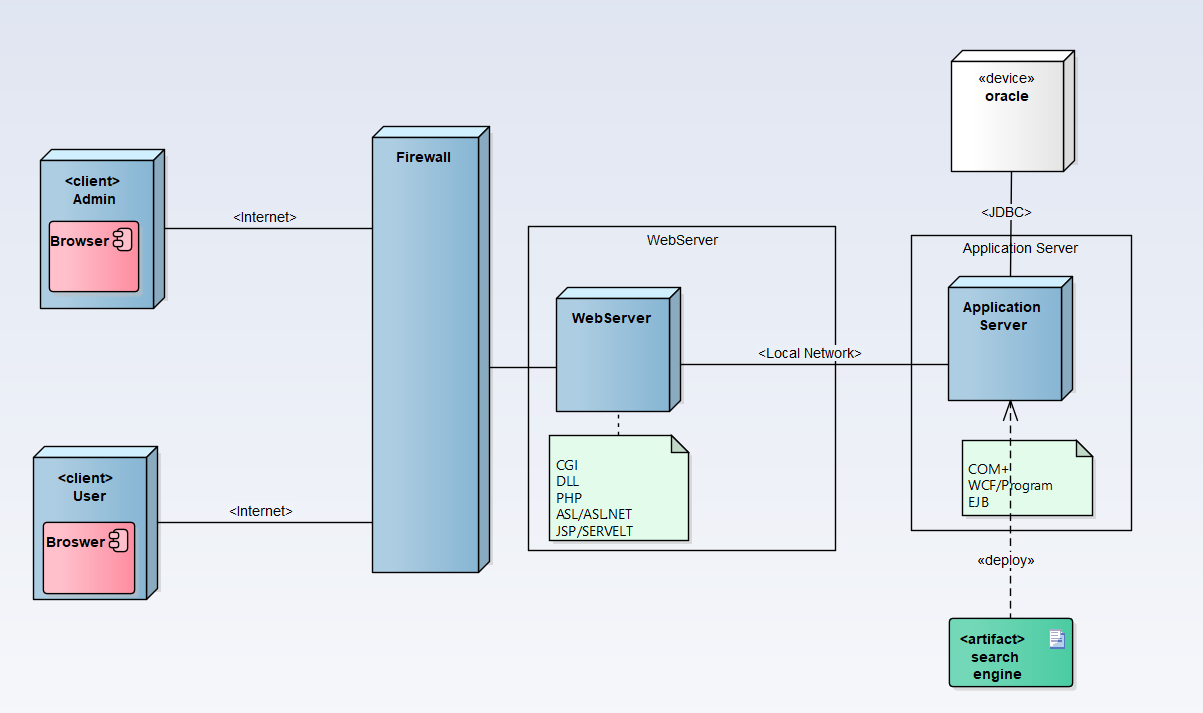 «device»
oracle
Firewall
<client>
Admin
Browser
<Internet>
<JDBC>
WebServer
Application Server
WebServer
Application
Server
<Local Network>
CGI
DLL
PHP
ASL/ASL.NET
JSP/SERVELT
COM+
WCF/Program
EJB
<client>
User
Broswer
<Internet>
«deploy»
<artifact>
search
engine